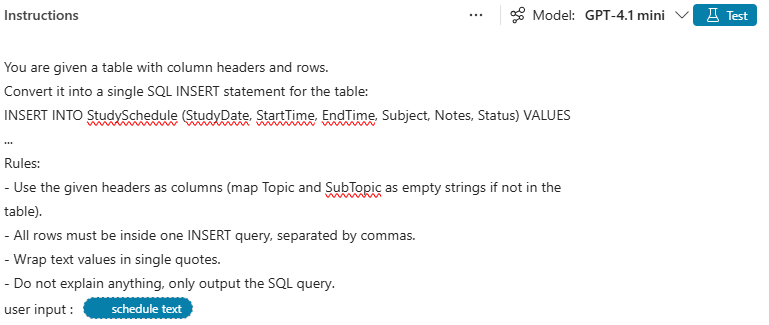 Instructions ... Model: GPT-4.1 mini Test
You are given a table with column headers and rows.
Convert it into a single SQL INSERT statement for the table:
INSERT INTO StudySchedule (StudyDate, StartTime, EndTime, Subject, Notes, Status) VALUES
...
Rules:
- Use the given headers as columns (map Topic and SubTopic as empty strings if not in the
table).
- All rows must be inside one INSERT query, separated by commas.
- Wrap text values in single quotes.
- Do not explain anything, only output the SQL query.
user input : schedule text